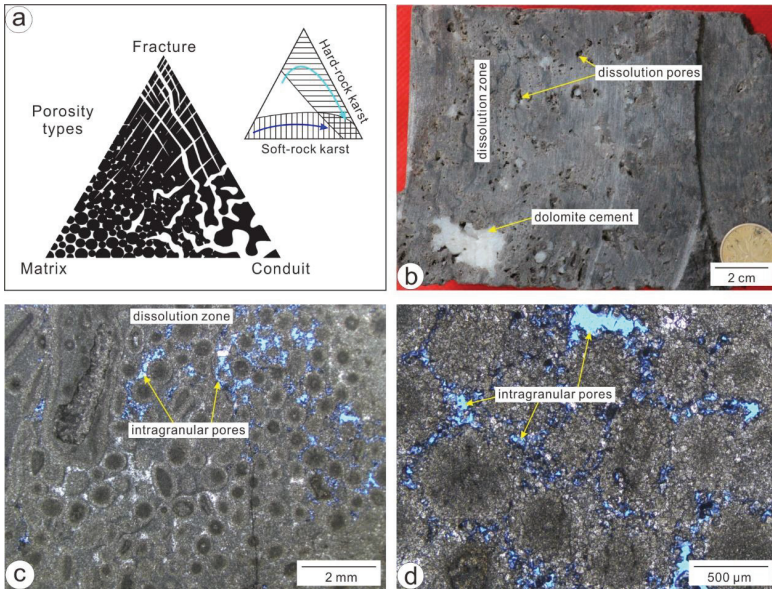 a
Fracture
Porosity
types
Matrix
Conduit
Hard-rock karst
Soft-rock karst
b
dissolution zone
dissolution pores
dolomite cement
2 cm
c
dissolution zone
intragranular pores
2 mm
d
intragranular pores
500 μm